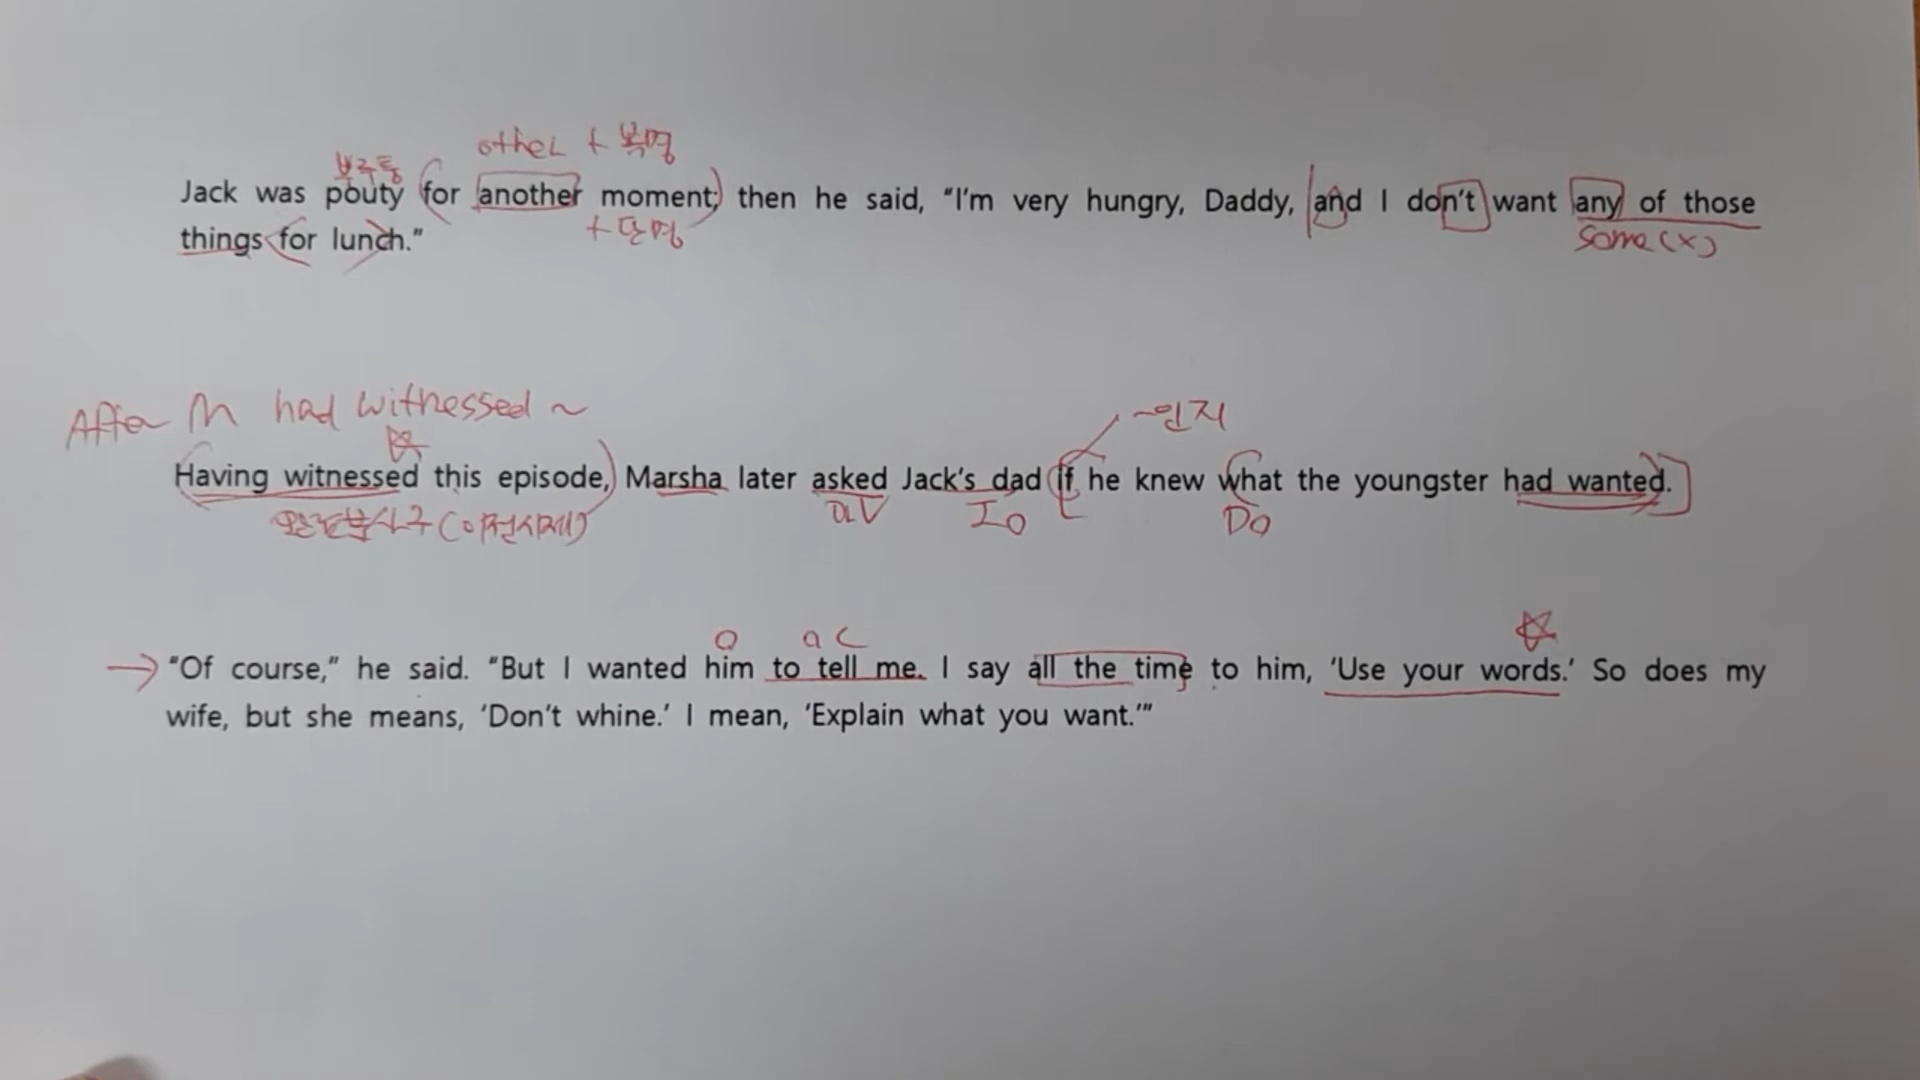 other + 복명
뾰루퉁
Jack was pouty for another moment; then he said, “I’m very hungry, Daddy, and I don’t want any of those
+ 단명
some (x)
things for lunch.”
After M had witnessed ~
~인지
Having witnessed this episode, Marsha later asked Jack’s dad if he knew what the youngster had wanted.
완료분사구 (이전시제)
IO
DO
O
“Of course,” he said. “But I wanted him to tell me. I say all the time to him, ‘Use your words.’ So does my
wife, but she means, ‘Don’t whine.’ I mean, ‘Explain what you want.’”